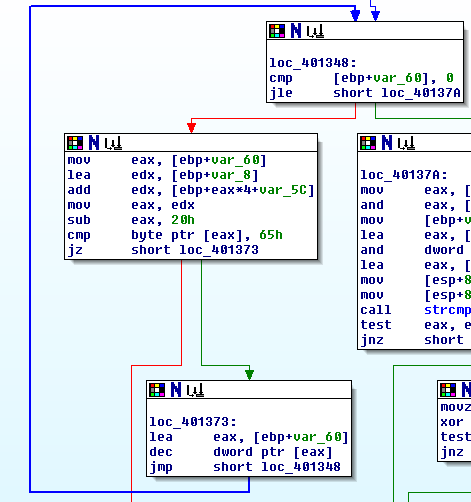 loc_401348:
cmp [ebp+var_60], 0
jle short loc_40137A
mov eax, [ebp+var_60]
lea edx, [ebp+var_8]
add edx, [ebp+eax*4+var_5C]
mov eax, edx
sub eax, 20h
cmp byte ptr [eax], 65h
jz short loc_401373
loc_40137A:
mov eax, [
and eax, [
mov [ebp+v
lea eax, [
and dword
lea eax, [
mov [esp+8
mov [esp+8
call strcmp
test eax, e
jnz short
loc_401373:
lea eax, [ebp+var_60]
dec dword ptr [eax]
jmp short loc_401348
movz
xor
test
jnz